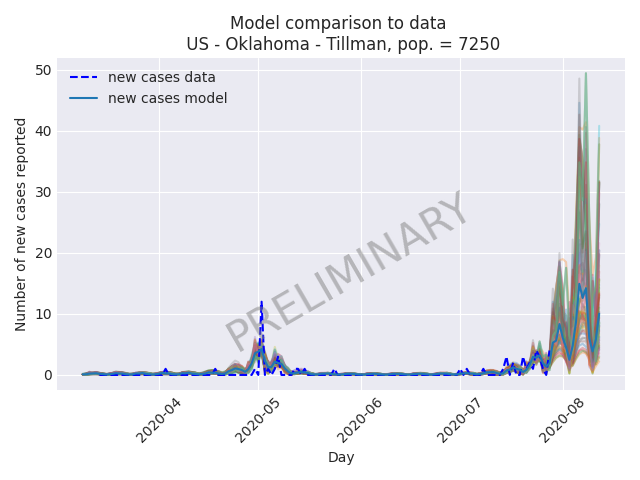 Model comparison to data
US - Oklahoma - Tillman, pop. = 7250
new cases data
new cases model
Number of new cases reported
50
40
30
20
10
0
PRELIMINARY
2020-04
2020-05
2020-06
2020-07
2020-08
Day